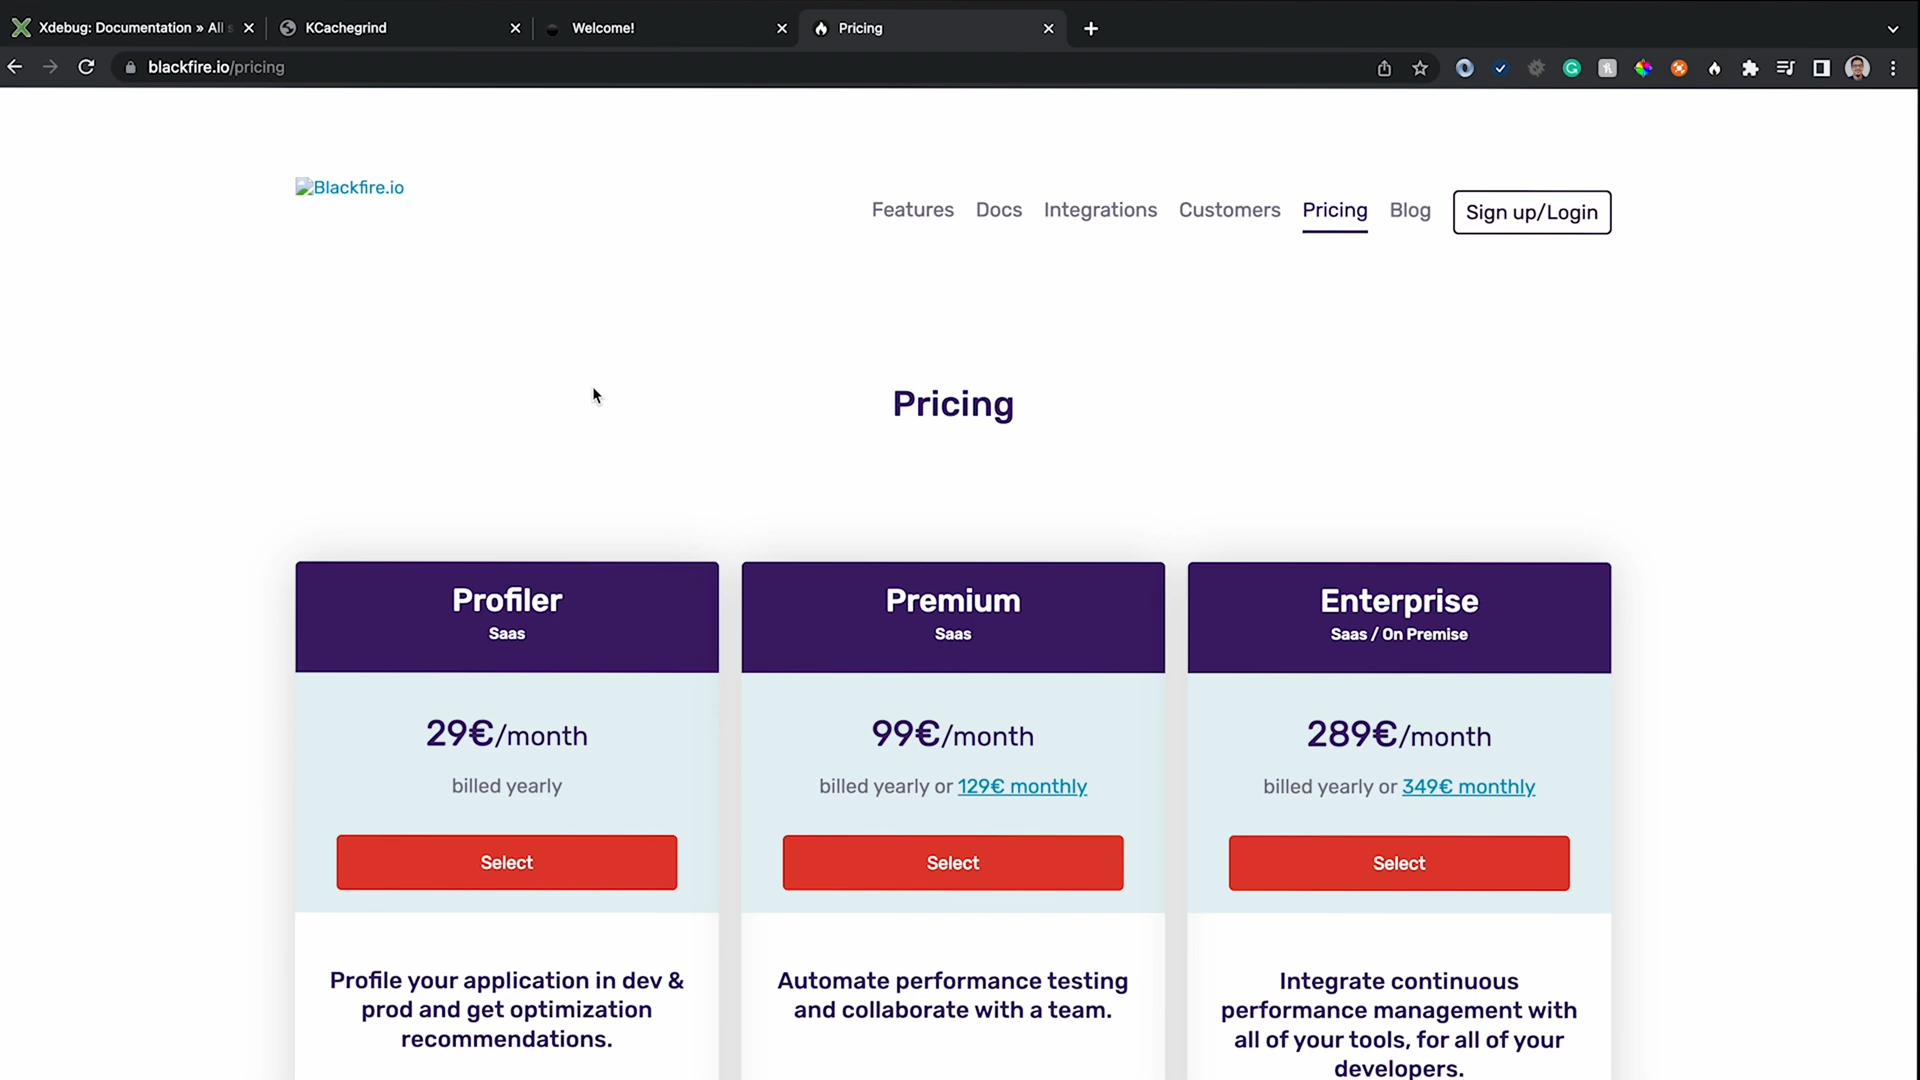 Xdebug: Documentation » All s
KCachegrind
Welcome!
Pricing
blackfire.io/pricing
Blackfire.io
Features
Docs
Integrations
Customers
Pricing
Blog
Sign up/Login
Pricing
Profiler
Saas
29€/month
billed yearly
Select
Profile your application in dev &
prod and get optimization
recommendations.
Premium
Saas
99€/month
billed yearly or 129€ monthly
Select
Automate performance testing
and collaborate with a team.
Enterprise
Saas / On Premise
289€/month
billed yearly or 349€ monthly
Select
Integrate continuous
performance management with
all of your tools, for all of your
developers.